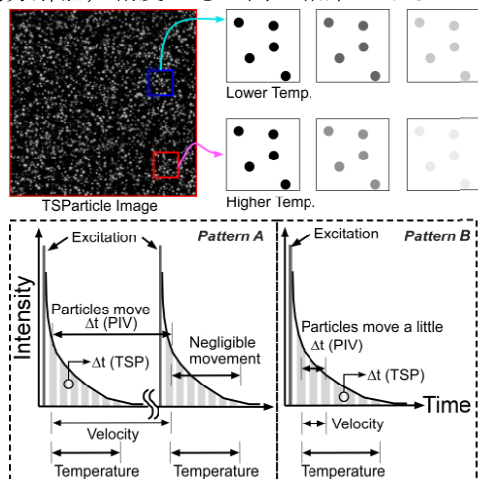 Lower Temp.
Higher Temp.
TSParticle Image
Excitation
Pattern A
Intensity
Particles move
Δt (PIV)
Δt (TSP)
Negligible
movement
Velocity
Temperature
Temperature
Excitation
Pattern B
Particles move a little
Δt (PIV)
Δt (TSP)
Time
Velocity
Temperature